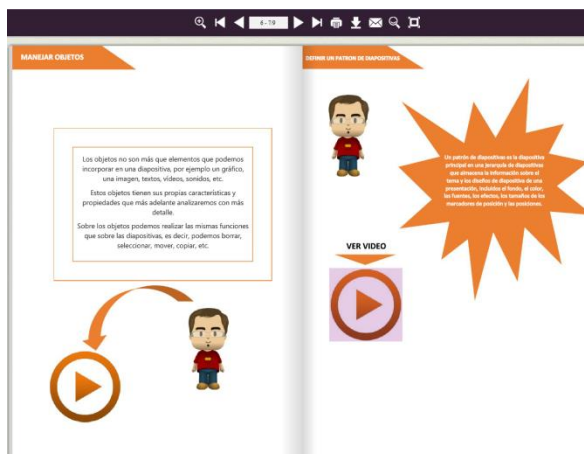 6-19
MANEJAR OBJETOS
Los objetos no son más que elementos que podemos
incorporar en una diapositiva, por ejemplo un gráfico,
una imagen, textos, vídeos, sonidos, etc.
Estos objetos tienen sus propias características y
propiedades que más adelante analizaremos con más
detalle.
Sobre los objetos podemos realizar las mismas funciones
que sobre las diapositivas, es decir, podemos borrar,
seleccionar, mover, copiar, etc.
DEFINIR UN PATRON DE DIAPOSITIVAS
Un patrón de diapositivas es la diapositiva
principal en una jerarquía de diapositivas
que almacena la información sobre el
tema y los diseños de diapositiva de una
presentación, incluidos el fondo, el color,
las fuentes, los efectos, los tamaños de los
marcadores de posición y las posiciones.
VER VIDEO